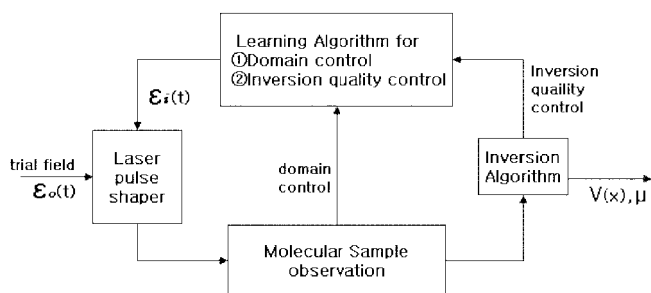 Learning Algorithm for
①Domain control
②Inversion quality control
Inversion
quaility
control
εi(t)
trial field
εo(t)
Laser
pulse
shaper
domain
control
Inversion
Algorithm
V(x),μ
Molecular Sample
observation